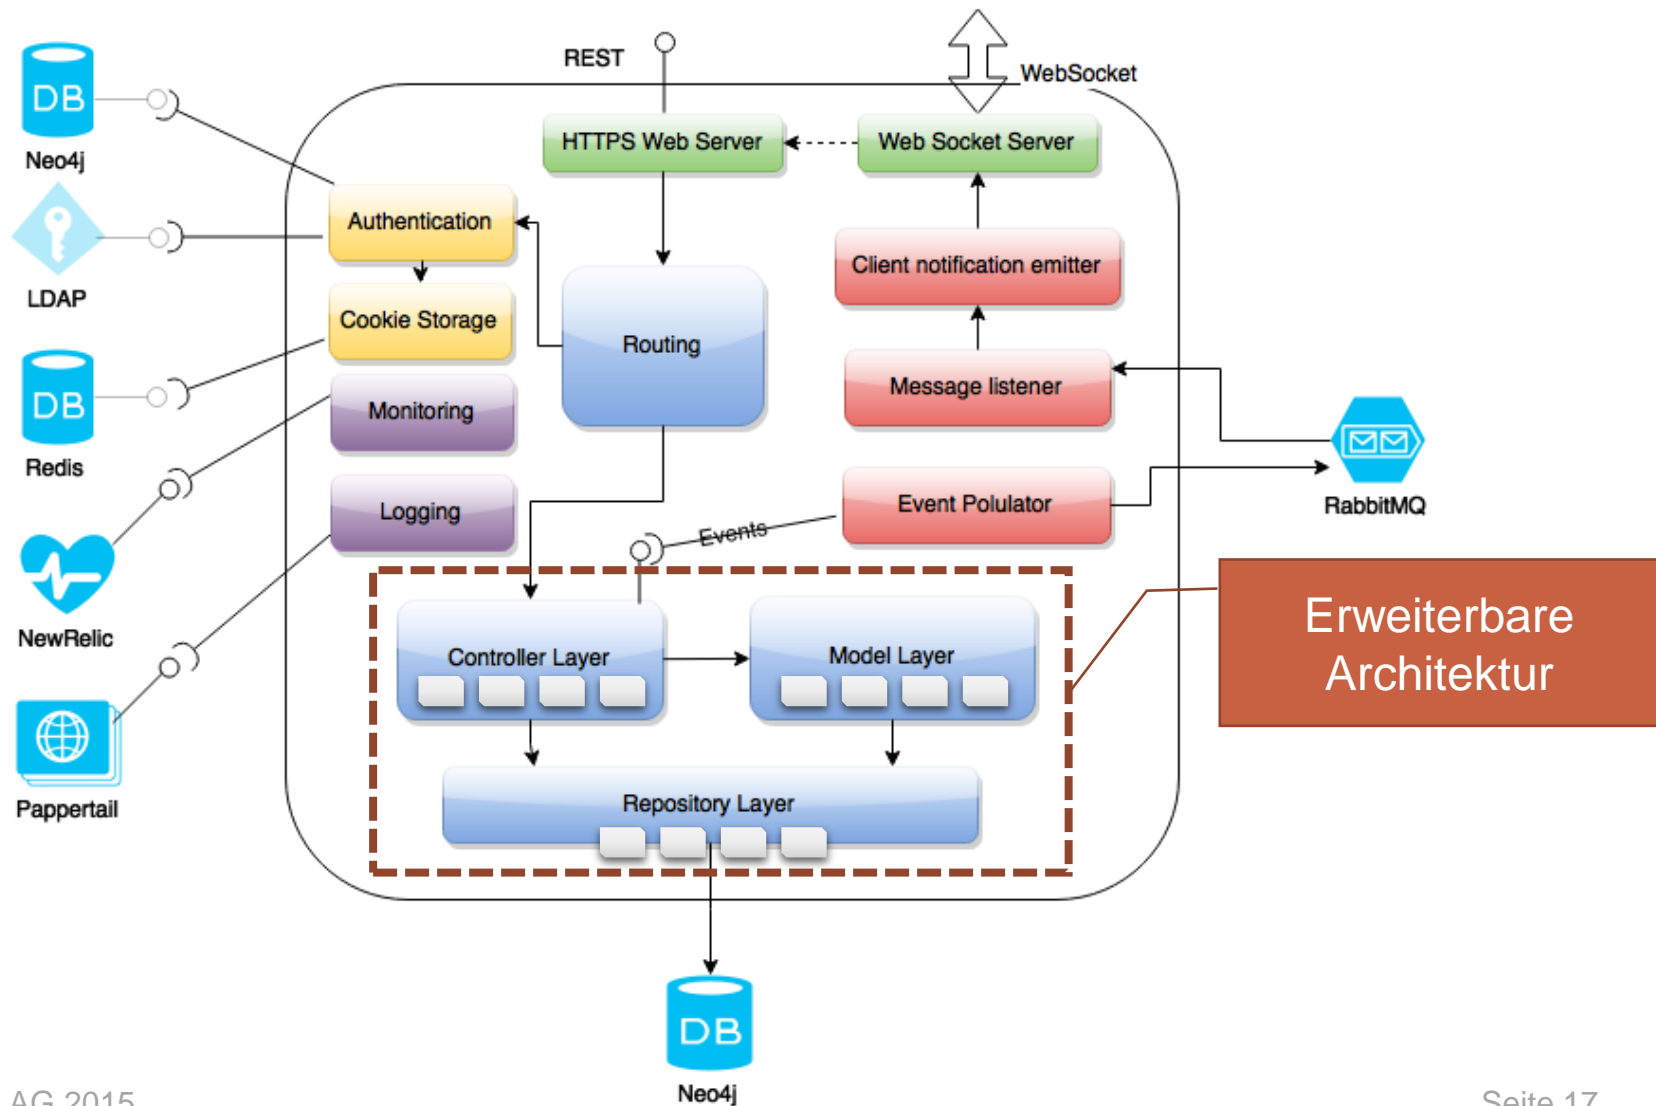 REST
WebSocket
DB
Neo4j
HTTPS Web Server
Web Socket Server
Authentication
LDAP
Client notification emitter
Cookie Storage
Routing
DB
Redis
Monitoring
Message listener
Logging
Event Polulator
RabbitMQ
Events
NewRelic
Erweiterbare
Architektur
Controller Layer
Model Layer
Pappertail
Repository Layer
DB
Neo4j
AG 2015
Seite 17